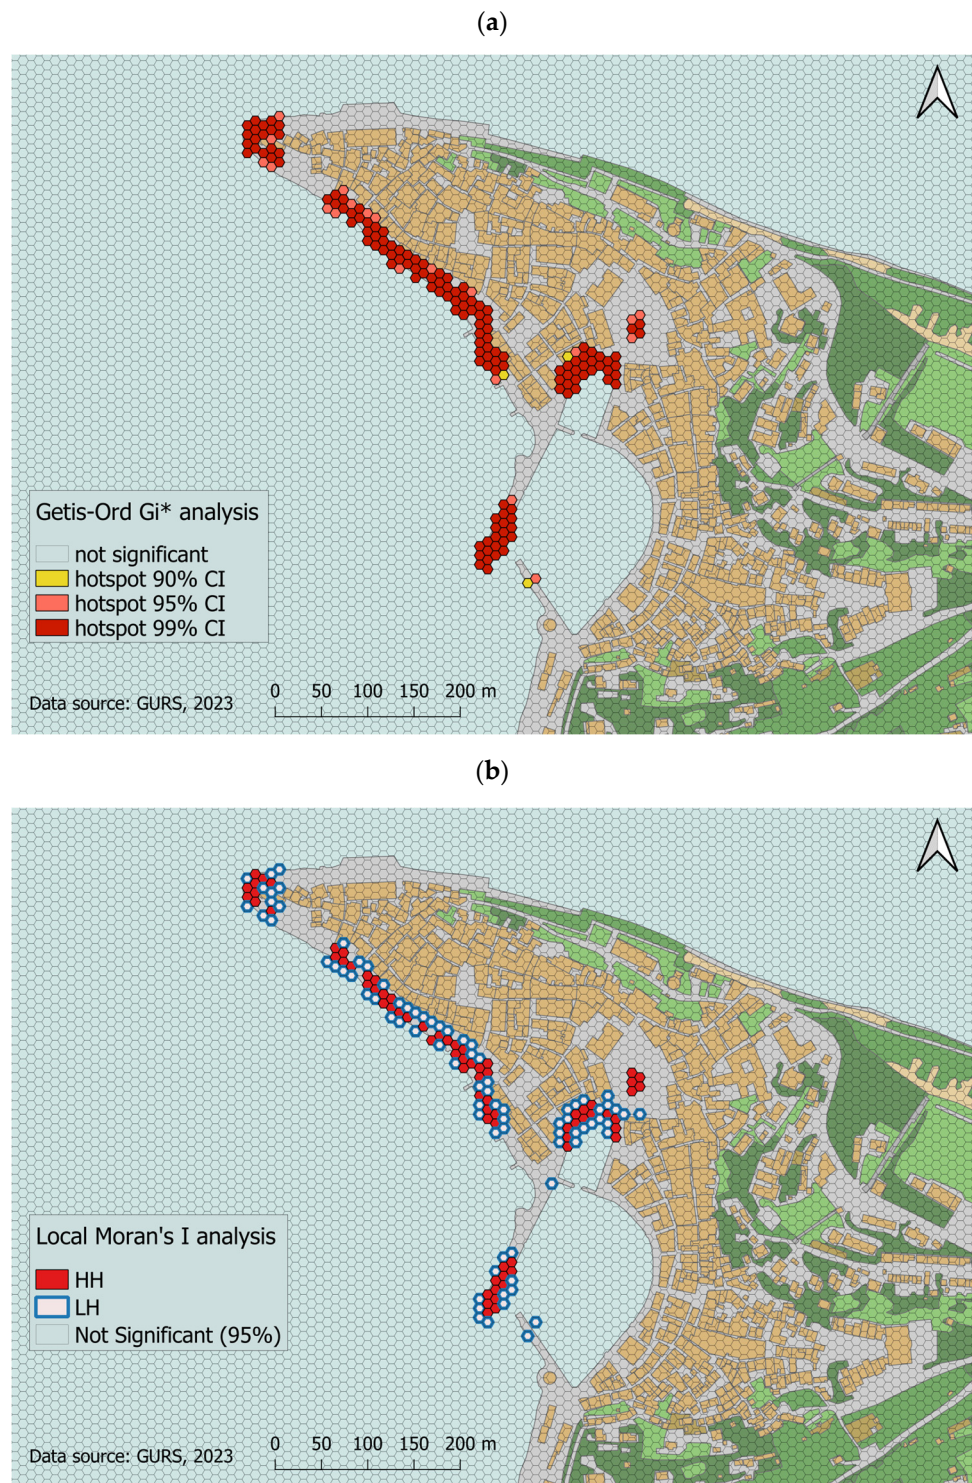 (a)
Getis-Ord Gi* analysis
not significant
hotspot 90% CI
hotspot 95% CI
hotspot 99% CI
Data source: GURS, 2023
0 50 100 150 200 m
(b)
Local Moran's I analysis
HH
LH
Not Significant (95%)
Data source: GURS, 2023
0 50 100 150 200 m